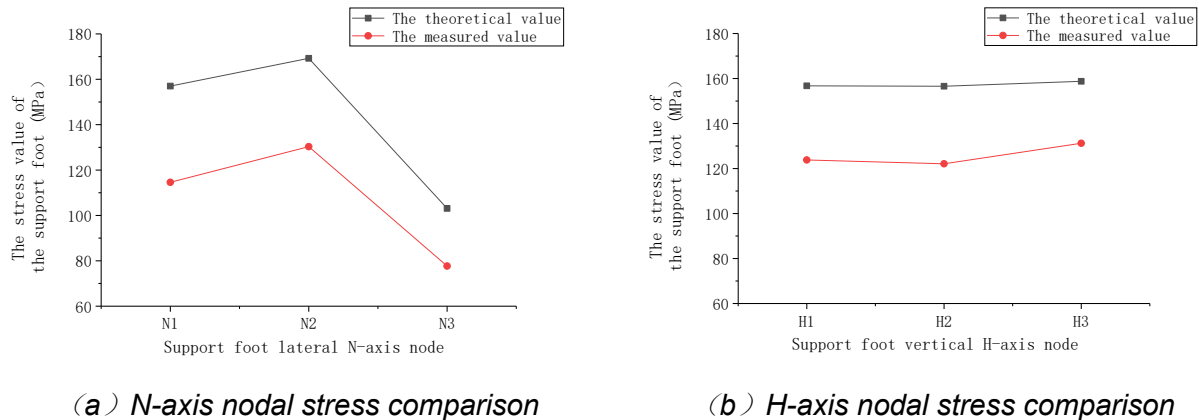 The theoretical value
The measured value
180
160
140
120
100
80
60
The stress value of
the support foot (MPa)
N1
N2
N3
Support foot lateral N-axis node
（a）N-axis nodal stress comparison
The theoretical value
The measured value
180
160
140
120
100
80
60
The stress value of
the support foot (MPa)
H1
H2
H3
Support foot vertical H-axis node
（b）H-axis nodal stress comparison